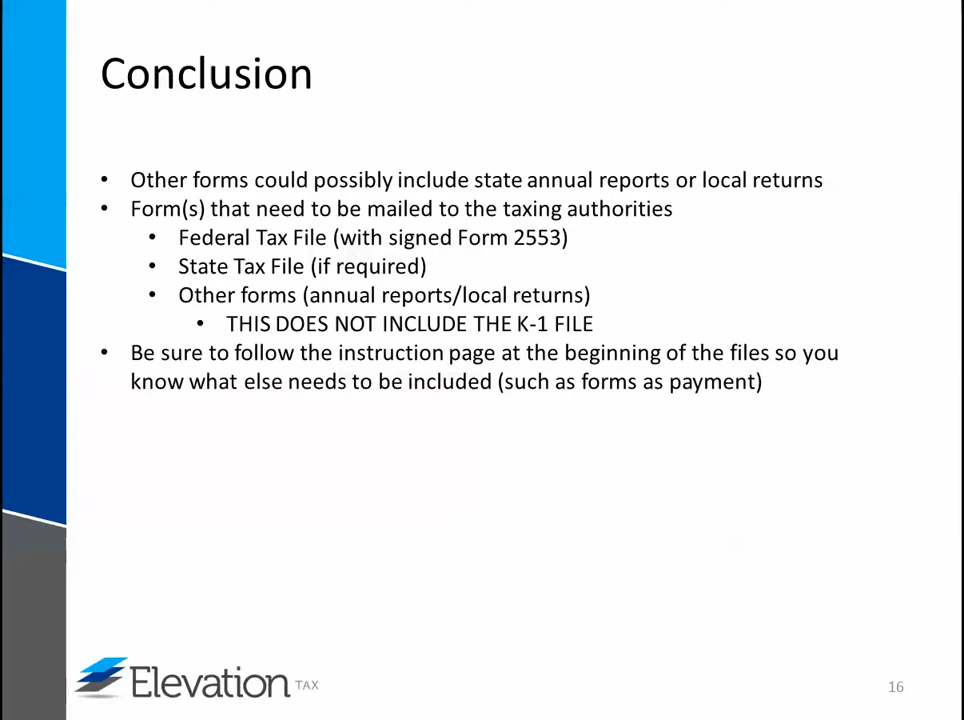 Conclusion
• Other forms could possibly include state annual reports or local returns
• Form(s) that need to be mailed to the taxing authorities
• Federal Tax File (with signed Form 2553)
• State Tax File (if required)
• Other forms (annual reports/local returns)
• THIS DOES NOT INCLUDE THE K-1 FILE
• Be sure to follow the instruction page at the beginning of the files so you
know what else needs to be included (such as forms as payment)
Elevation TAX
16